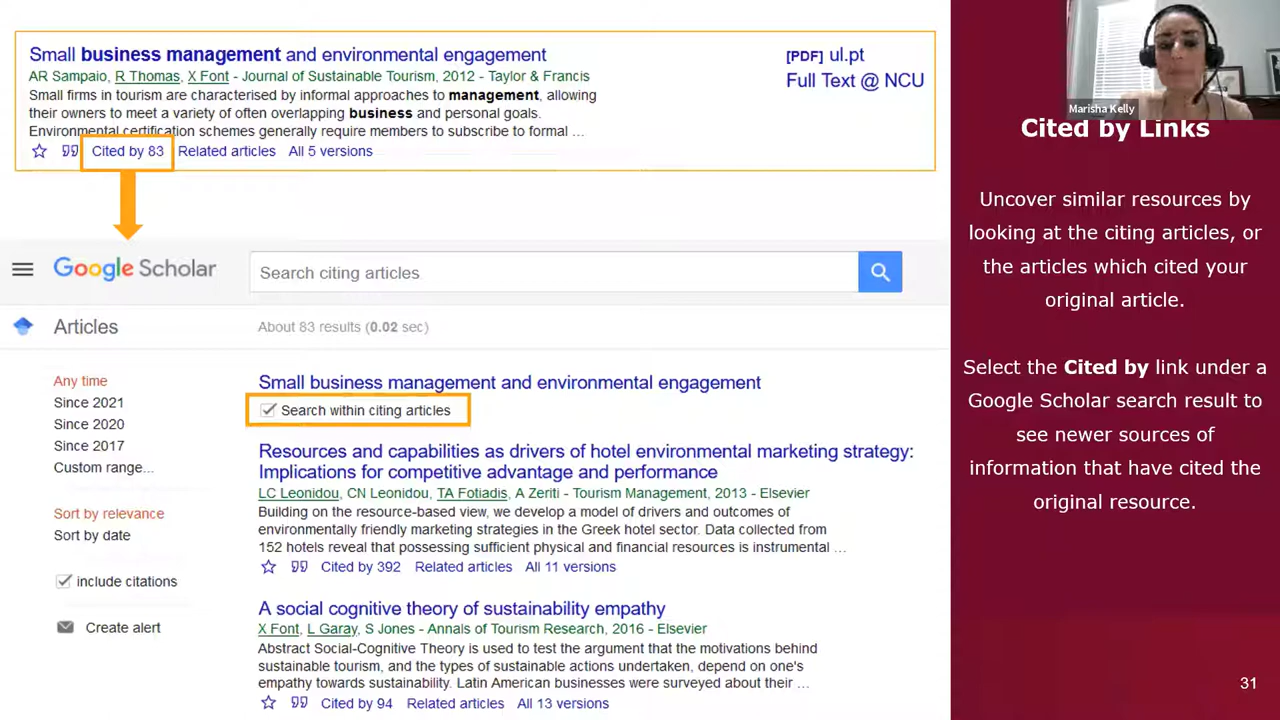 Small business management and environmental engagement
[PDF] ul.pt
AR Sampaio, R Thomas, X Font - Journal of Sustainable Tourism, 2012 - Taylor & Francis
Full Text @ NCU
Small firms in tourism are characterised by internal approaches to management, allowing
their owners to meet a variety of often overlapping business and personal goals.
Environmental certification schemes generally require members to subscribe to formal ...
Cited by 83 Related articles All 5 versions
Google Scholar
Search citing articles
Articles
About 83 results (0.02 sec)
Any time
Since 2021
Since 2020
Since 2017
Custom range...
Sort by relevance
Sort by date
include citations
Create alert
Small business management and environmental engagement
Search within citing articles
Resources and capabilities as drivers of hotel environmental marketing strategy:
Implications for competitive advantage and performance
LC Leonidou, CN Leonidou, TA Fotiadis, A Zeriti - Tourism Management, 2013 - Elsevier
Building on the resource-based view, we develop a model of drivers and outcomes of
environmentally friendly marketing strategies in the Greek hotel sector. Data collected from
152 hotels reveal that possessing sufficient physical and financial resources is instrumental ...
Cited by 392 Related articles All 11 versions
A social cognitive theory of sustainability empathy
X Font, L Garay, S Jones - Annals of Tourism Research, 2016 - Elsevier
Abstract Social-Cognitive Theory is used to test the argument that the motivations behind
sustainable tourism, and the types of sustainable actions undertaken, depend on one's
empathy towards sustainability. Latin American businesses were surveyed about their ...
Cited by 94 Related articles All 13 versions
Marisha Kelly
Cited by Links
Uncover similar resources by
looking at the citing articles, or
the articles which cited your
original article.
Select the Cited by link under a
Google Scholar search result to
see newer sources of
information that have cited the
original resource.
31